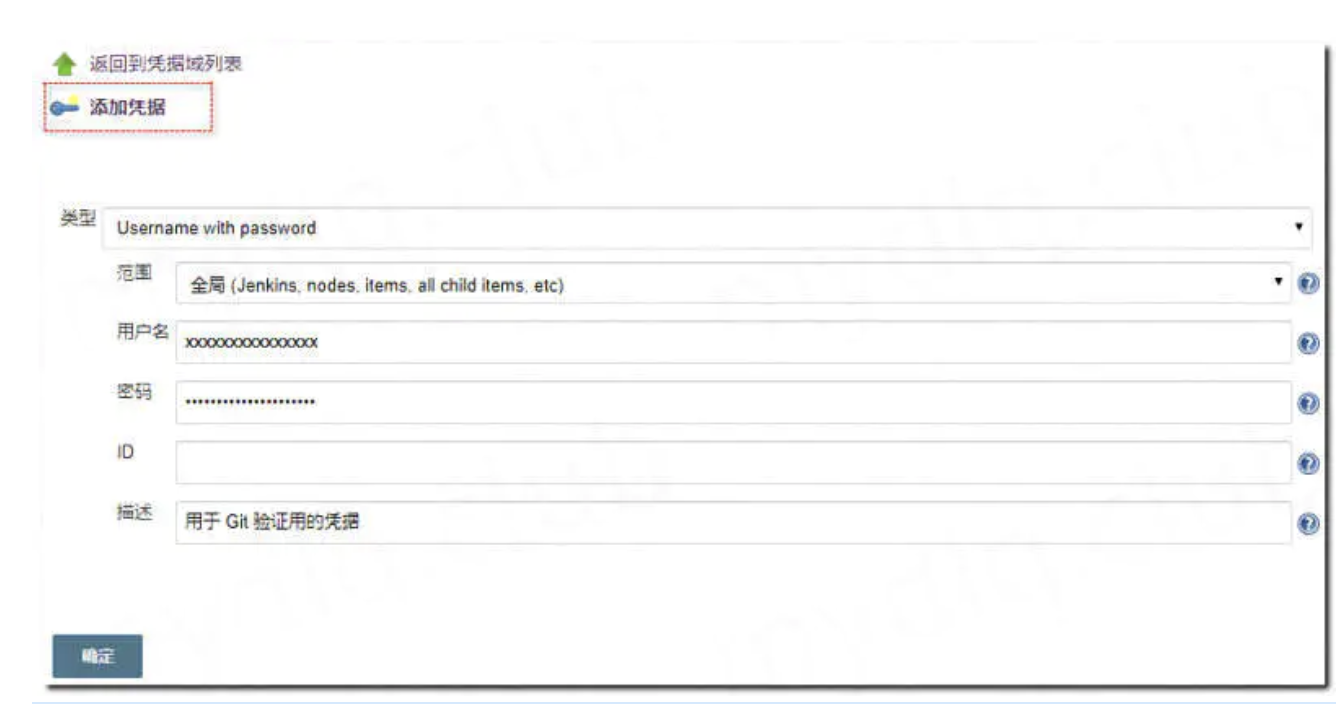 返回到凭据域列表
添加凭据
类型 Username with password
范围 全局 (Jenkins, nodes, items, all child items, etc)
用户名 xxxxxxxxxxxxxxx
密码 •••••••••••••••••••••
ID
描述 用于 Git 验证用的凭据
确定